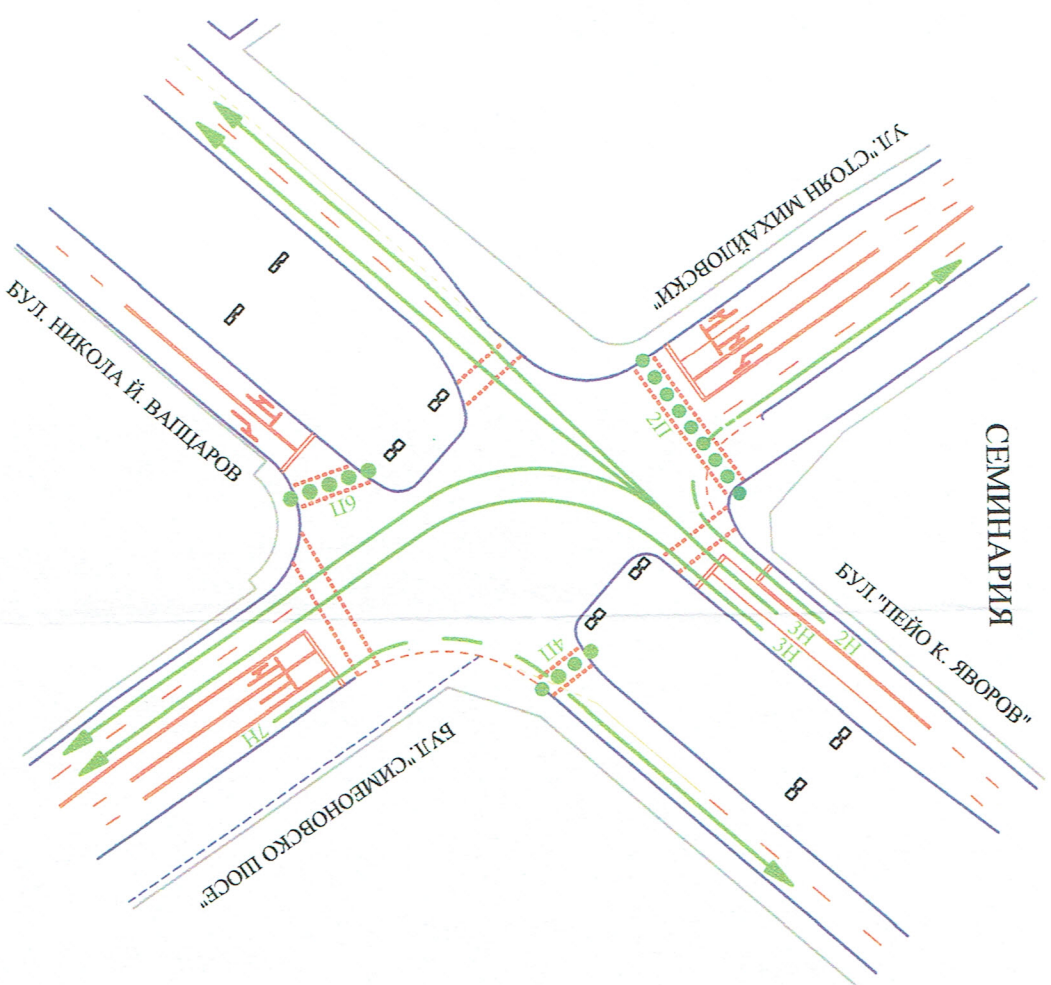 УЛ."СТОЯН МИХАЙЛОВСКИ"
СЕМИНАРИЯ
БУЛ. НИКОЛА Й. ВАПЦАРОВ
2П
6П
БУЛ. "ПЕЙО К. ЯВОРОВ"
2Н
3Н
3Н
4П
7Н
БУЛ."СИМЕОНОВСКО ШОСЕ"